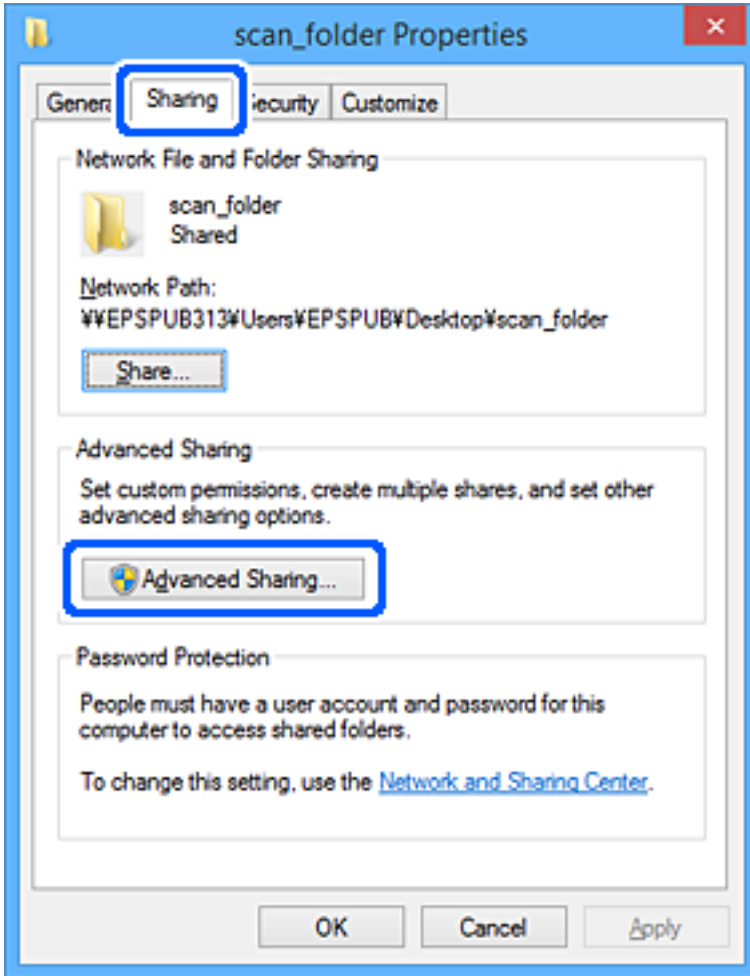 scan_folder Properties
General Sharing Security Customize
Network File and Folder Sharing
scan_folder
Shared
Network Path:
¥¥EPSPUB313¥Users¥EPSPUB¥Desktop¥scan_folder
Share...
Advanced Sharing
Set custom permissions, create multiple shares, and set other
advanced sharing options.
Advanced Sharing...
Password Protection
People must have a user account and password for this
computer to access shared folders.
To change this setting, use the Network and Sharing Center.
OK Cancel Apply